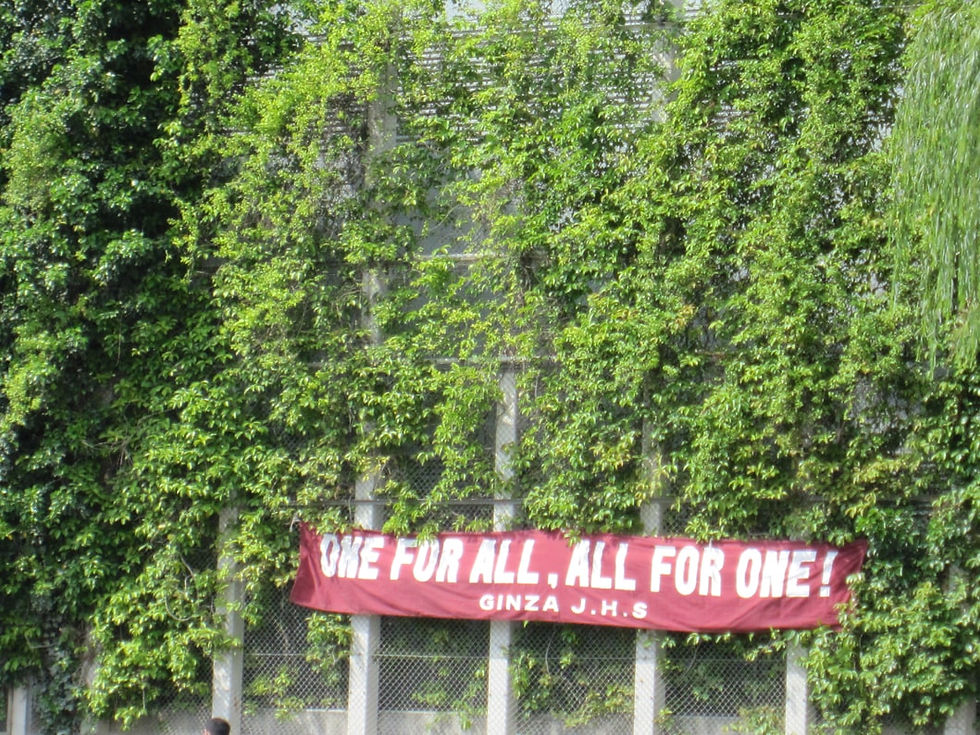 ONE FOR ALL, ALL FOR ONE!
GINZA J.H.S